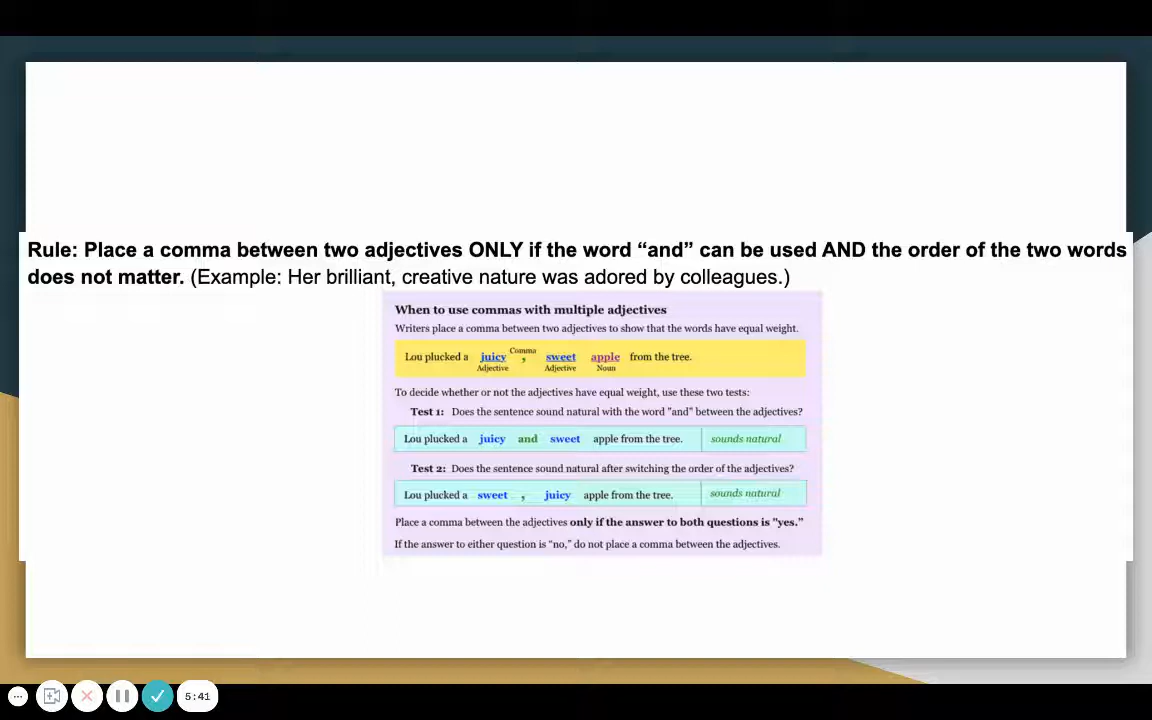 Rule: Place a comma between two adjectives ONLY if the word “and” can be used AND the order of the two words
does not matter. (Example: Her brilliant, creative nature was adored by colleagues.)
When to use commas with multiple adjectives
Writers place a comma between two adjectives to show that the words have equal weight.
Comma
Lou plucked a juicy , sweet apple from the tree.
Adjective Adjective Noun
To decide whether or not the adjectives have equal weight, use these two tests:
Test 1: Does the sentence sound natural with the word "and" between the adjectives?
Lou plucked a juicy and sweet apple from the tree. sounds natural
Test 2: Does the sentence sound natural after switching the order of the adjectives?
Lou plucked a sweet , juicy apple from the tree. sounds natural
Place a comma between the adjectives only if the answer to both questions is "yes."
If the answer to either question is “no,” do not place a comma between the adjectives.
5:41